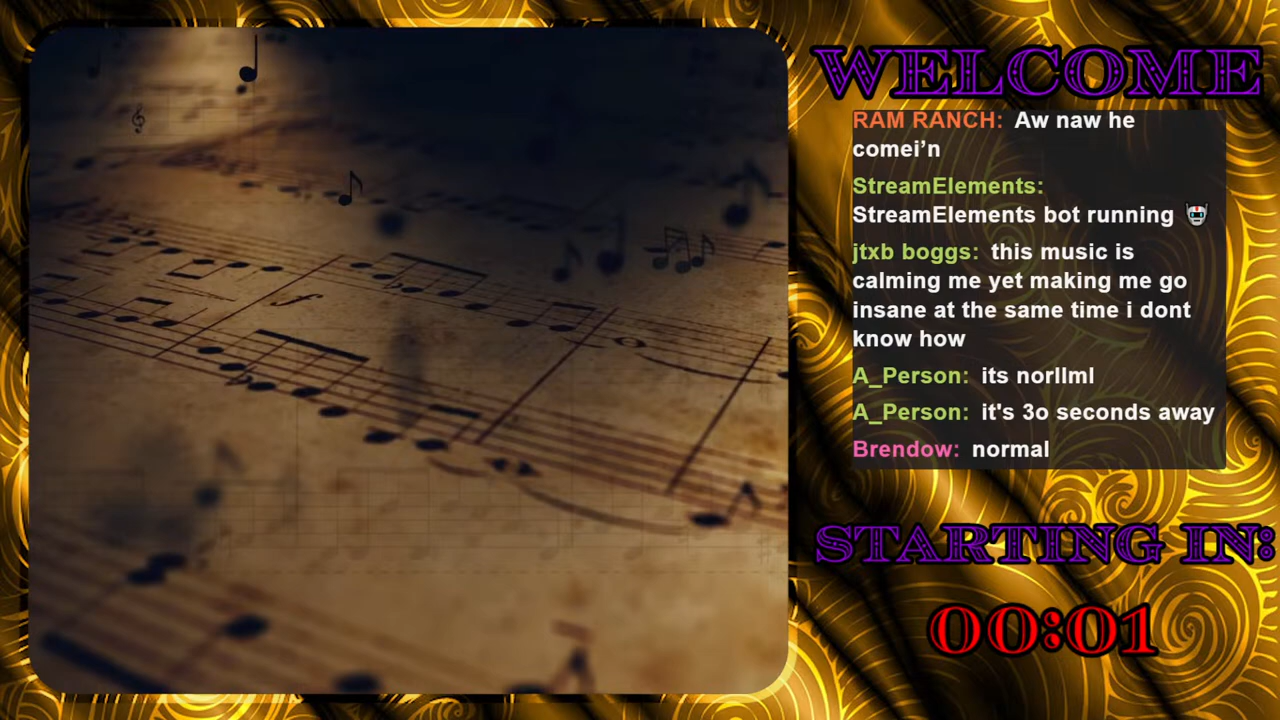 WELCOME
RAM RANCH: Aw naw he
comei’n
StreamElements:
StreamElements bot running
jtxb boggs: this music is
calming me yet making me go
insane at the same time i dont
know how
A_Person: its norllml
A_Person: it's 3o seconds away
Brendow: normal
STARTING IN:
00:01